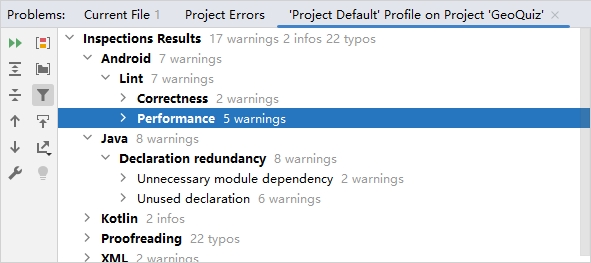 Problems: Current File 1 Project Errors 'Project Default' Profile on Project 'GeoQuiz'
Inspections Results 17 warnings 2 infos 22 typos
Android 7 warnings
Lint 7 warnings
Correctness 2 warnings
Performance 5 warnings
Java 8 warnings
Declaration redundancy 8 warnings
Unnecessary module dependency 2 warnings
Unused declaration 6 warnings
Kotlin 2 infos
Proofreading 22 typos
XML 2 warnings